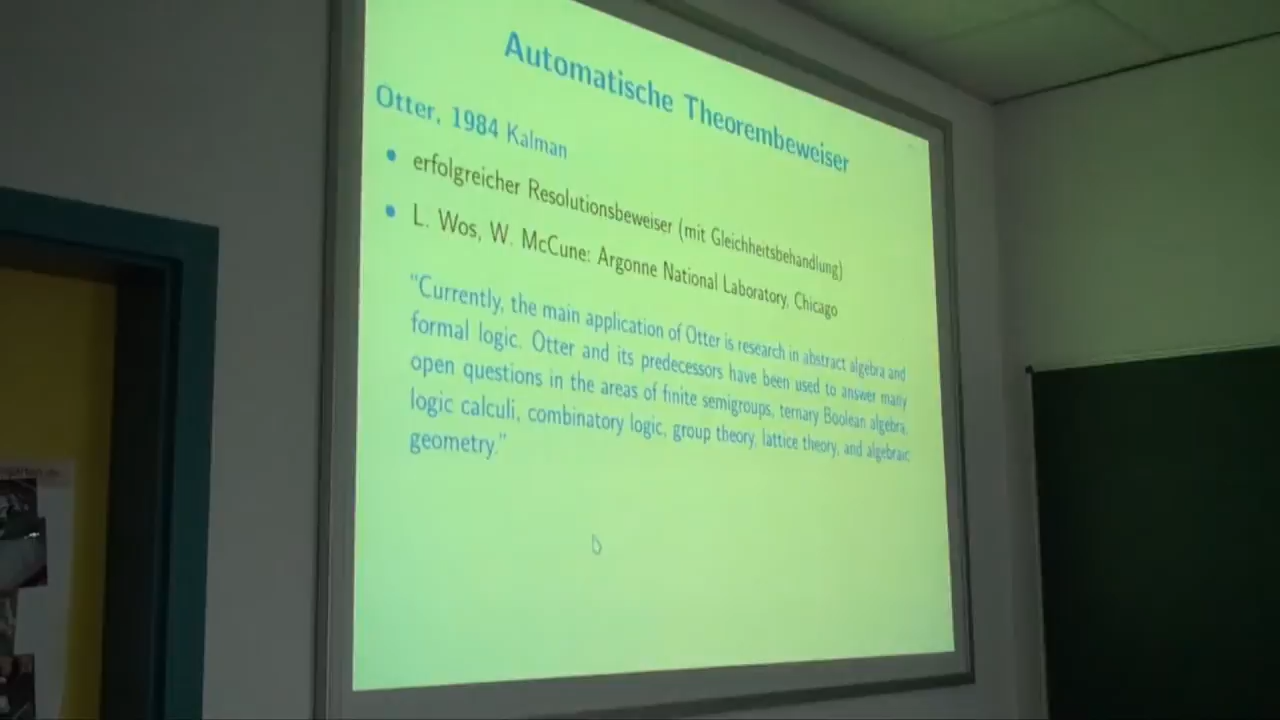 Automatische Theorembeweiser
Otter, 1984 Kalman
• erfolgreicher Resolutionsbeweiser (mit Gleichheitsbehandlung)
• L. Wos, W. McCune: Argonne National Laboratory, Chicago
“Currently, the main application of Otter is research in abstract algebra and
formal logic. Otter and its predecessors have been used to answer many
open questions in the areas of finite semigroups, ternary Boolean algebra,
logic calculi, combinatory logic, group theory, lattice theory, and algebraic
geometry.”